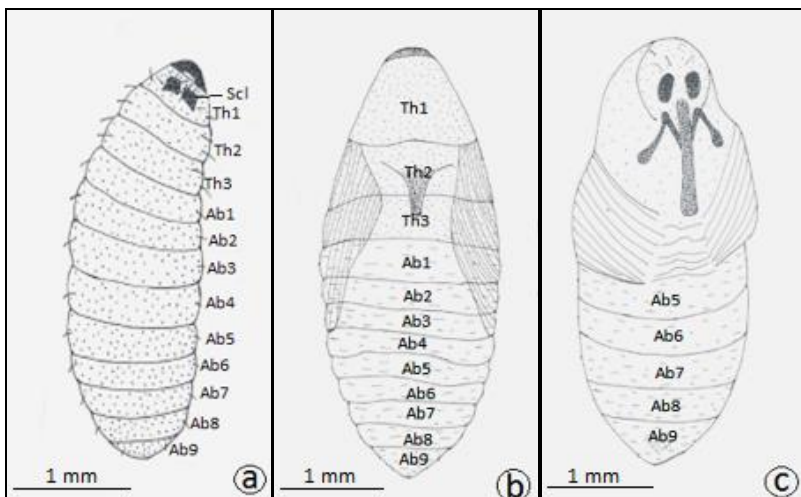 Scl
Th1
Th2
Th3
Ab1
Ab2
Ab3
Ab4
Ab5
Ab6
Ab7
Ab8
Ab9
1 mm
a
Th1
Th2
Th3
Ab1
Ab2
Ab3
Ab4
Ab5
Ab6
Ab7
Ab8
Ab9
1 mm
b
Ab5
Ab6
Ab7
Ab8
Ab9
1 mm
c